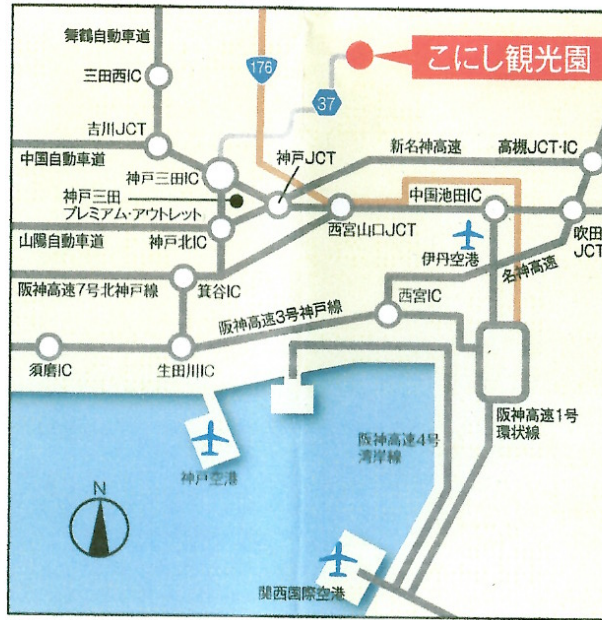 舞鶴自動車道
176
こにし観光園
三田西IC
37
吉川JCT
新名神高速
高槻JCT・IC
中国自動車道
神戸三田IC
神戸JCT
神戸三田
プレミアム・アウトレット
中国池田IC
山陽自動車道
神戸北IC
西宮山口JCT
吹田
JCT
伊丹空港
名神高速
阪神高速7号北神戸線
箕谷IC
西宮IC
阪神高速3号神戸線
須磨IC
生田川IC
阪神高速1号
環状線
阪神高速4号
湾岸線
神戸空港
N
関西国際空港